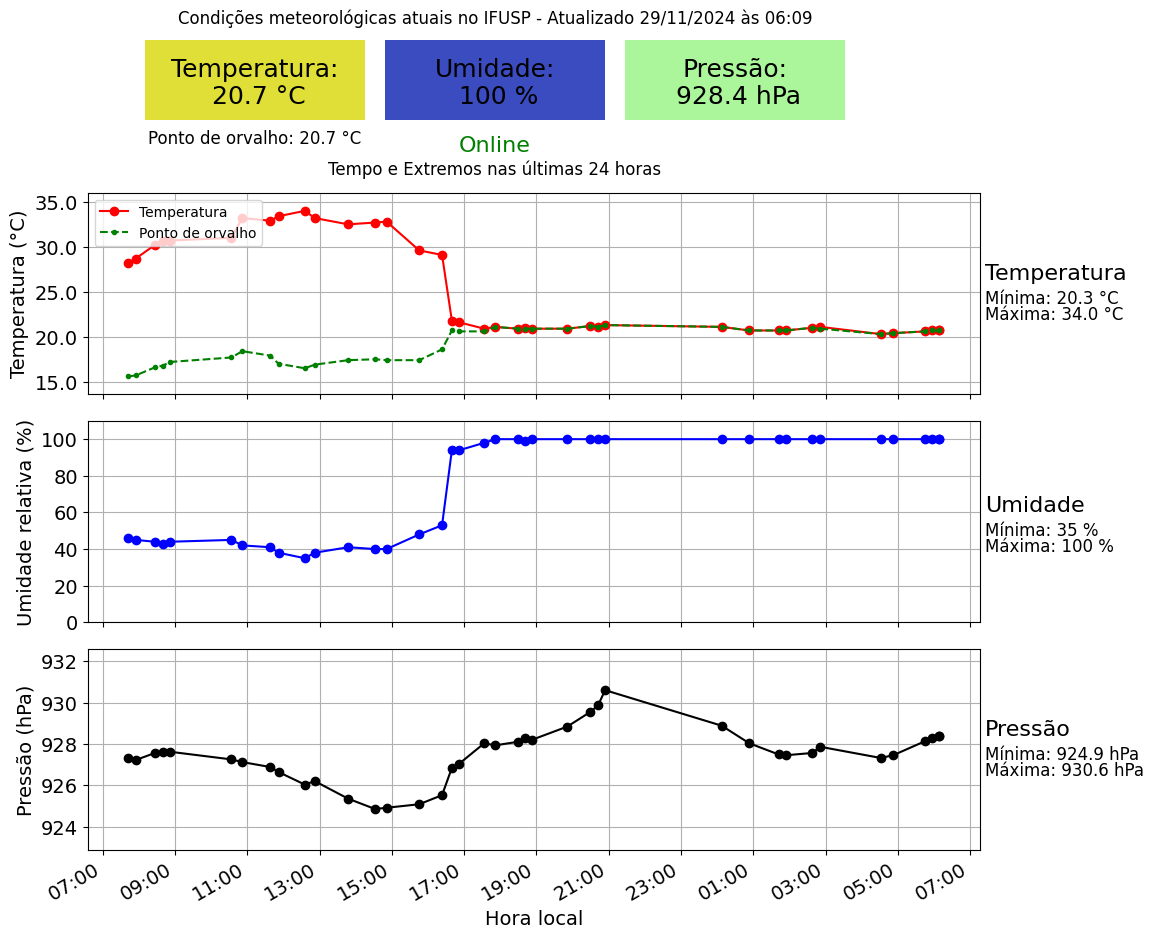 Condições meteorológicas atuais no IFUSP - Atualizado 29/11/2024 às 06:09
Temperatura:
20.7 °C
Umidade:
100 %
Pressão:
928.4 hPa
Ponto de orvalho: 20.7 °C
Online
Tempo e Extremos nas últimas 24 horas
Temperatura (°C)
35.0
30.0
25.0
20.0
15.0
Temperatura
Ponto de orvalho
Temperatura
Mínima: 20.3 °C
Máxima: 34.0 °C
Umidade relativa (%)
100
80
60
40
20
0
Umidade
Mínima: 35 %
Máxima: 100 %
Pressão (hPa)
932
930
928
926
924
Pressão
Mínima: 924.9 hPa
Máxima: 930.6 hPa
07:00 09:00 11:00 13:00 15:00 17:00 19:00 21:00 23:00 01:00 03:00 05:00 07:00
Hora local